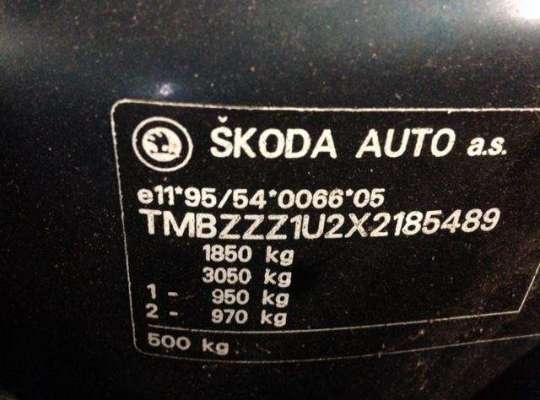 ŠKODA AUTO a.s.
e11*95/54*0066*05
TMBZZZ1U2X2185489
1850 kg
3050 kg
1 - 950 kg
2 - 970 kg
500 kg